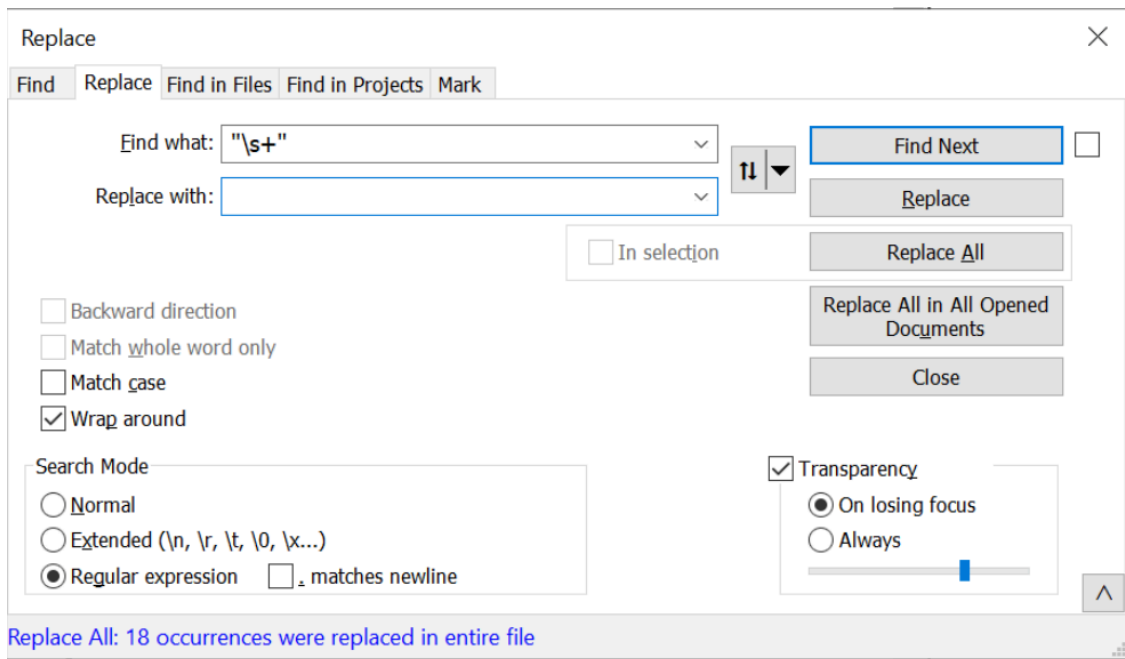 Replace
Find Replace Find in Files Find in Projects Mark
Find what: "\s+" Find Next
Replace with: Replace
In selection Replace All
Backward direction Replace All in All Opened Documents
Match whole word only
Match case Close
Wrap around
Search Mode Transparency
Normal On losing focus
Extended (\n, \r, \t, \0, \x...) Always
Regular expression . matches newline
Replace All: 18 occurrences were replaced in entire file